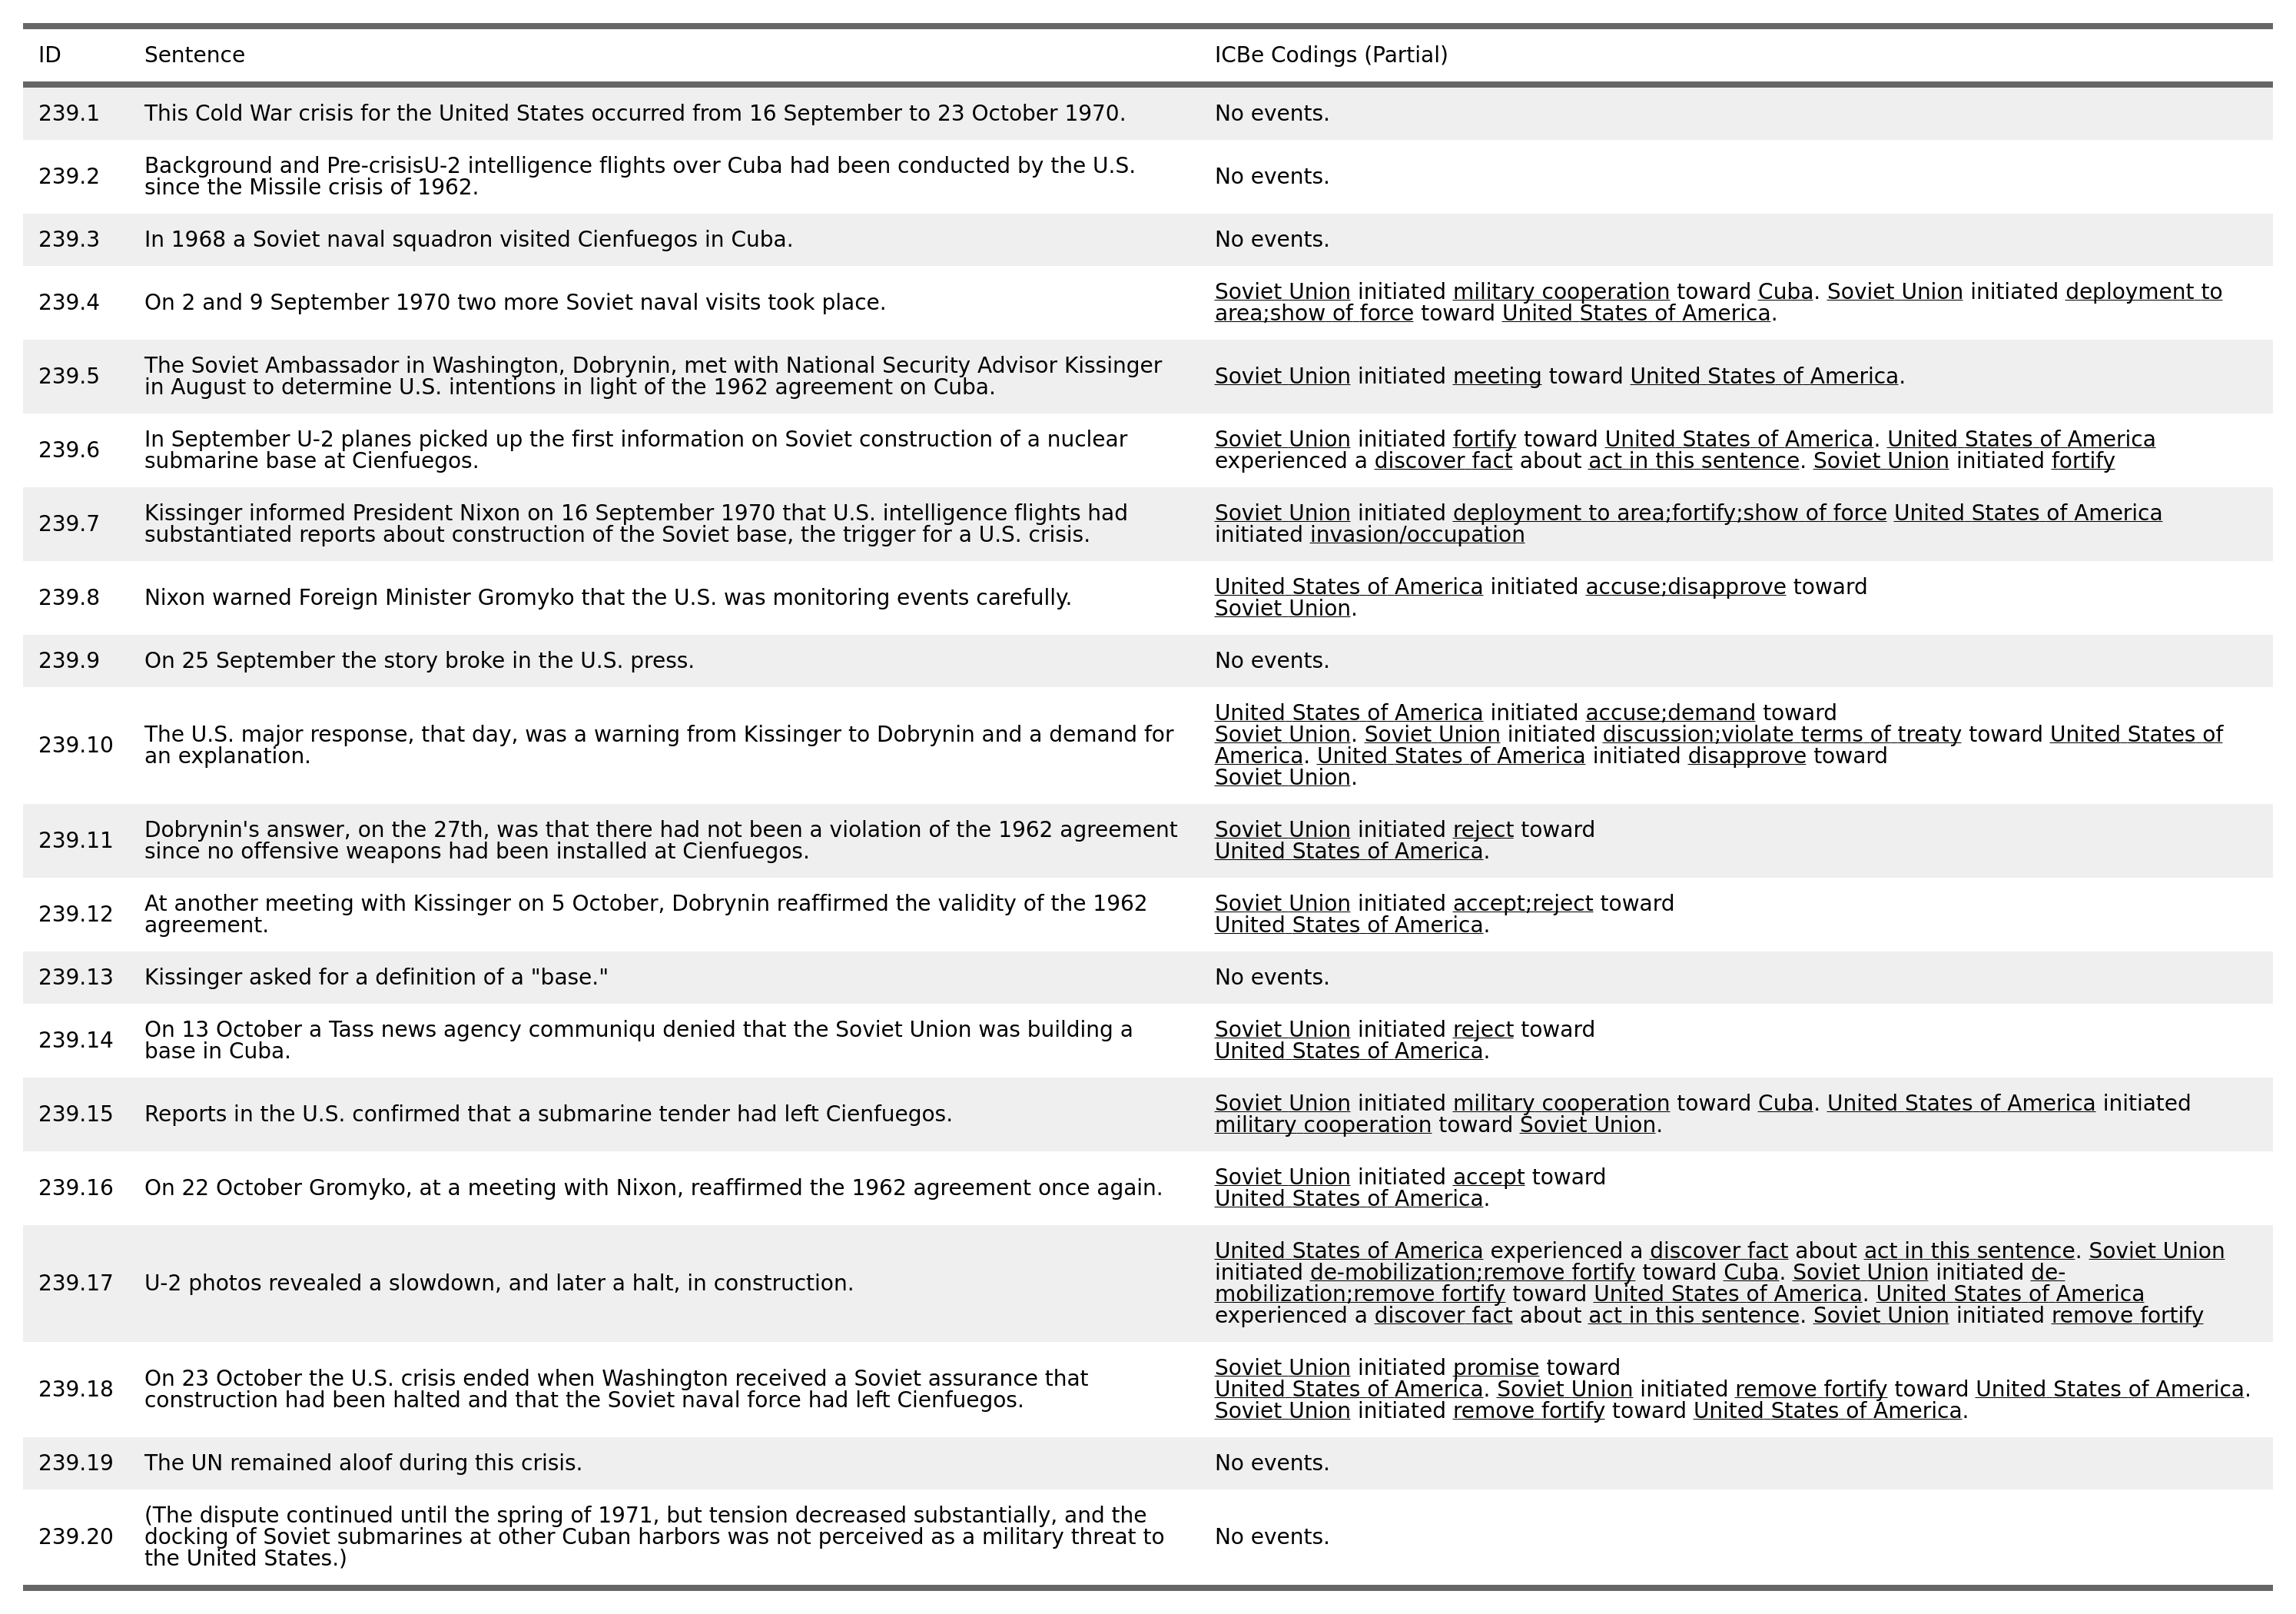 ID Sentence ICBe Codings (Partial)
239.1 This Cold War crisis for the United States occurred from 16 September to 23 October 1970. No events.
239.2 Background and Pre-crisisU-2 intelligence flights over Cuba had been conducted by the U.S.
since the Missile crisis of 1962. No events.
239.3 In 1968 a Soviet naval squadron visited Cienfuegos in Cuba. No events.
239.4 On 2 and 9 September 1970 two more Soviet naval visits took place.
Soviet Union initiated military cooperation toward Cuba. Soviet Union initiated deployment to
area;show of force toward United States of America.
239.5 The Soviet Ambassador in Washington, Dobrynin, met with National Security Advisor Kissinger
in August to determine U.S. intentions in light of the 1962 agreement on Cuba.
Soviet Union initiated meeting toward United States of America.
239.6 In September U-2 planes picked up the first information on Soviet construction of a nuclear
submarine base at Cienfuegos.
Soviet Union initiated fortify toward United States of America. United States of America
experienced a discover fact about act in this sentence. Soviet Union initiated fortify
239.7 Kissinger informed President Nixon on 16 September 1970 that U.S. intelligence flights had
substantiated reports about construction of the Soviet base, the trigger for a U.S. crisis.
Soviet Union initiated deployment to area;fortify;show of force United States of America
initiated invasion/occupation
239.8 Nixon warned Foreign Minister Gromyko that the U.S. was monitoring events carefully.
United States of America initiated accuse;disapprove toward
Soviet Union.
239.9 On 25 September the story broke in the U.S. press. No events.
239.10 The U.S. major response, that day, was a warning from Kissinger to Dobrynin and a demand for
an explanation.
United States of America initiated accuse;demand toward
Soviet Union. Soviet Union initiated discussion;violate terms of treaty toward United States of
America. United States of America initiated disapprove toward
Soviet Union.
239.11 Dobrynin's answer, on the 27th, was that there had not been a violation of the 1962 agreement
since no offensive weapons had been installed at Cienfuegos.
Soviet Union initiated reject toward
United States of America.
239.12 At another meeting with Kissinger on 5 October, Dobrynin reaffirmed the validity of the 1962
agreement.
Soviet Union initiated accept;reject toward
United States of America.
239.13 Kissinger asked for a definition of a "base." No events.
239.14 On 13 October a Tass news agency communiqu denied that the Soviet Union was building a
base in Cuba.
Soviet Union initiated reject toward
United States of America.
239.15 Reports in the U.S. confirmed that a submarine tender had left Cienfuegos.
Soviet Union initiated military cooperation toward Cuba. United States of America initiated
military cooperation toward Soviet Union.
239.16 On 22 October Gromyko, at a meeting with Nixon, reaffirmed the 1962 agreement once again.
Soviet Union initiated accept toward
United States of America.
239.17 U-2 photos revealed a slowdown, and later a halt, in construction.
United States of America experienced a discover fact about act in this sentence. Soviet Union
initiated de-mobilization;remove fortify toward Cuba. Soviet Union initiated de-
mobilization;remove fortify toward United States of America. United States of America
experienced a discover fact about act in this sentence. Soviet Union initiated remove fortify
239.18 On 23 October the U.S. crisis ended when Washington received a Soviet assurance that
construction had been halted and that the Soviet naval force had left Cienfuegos.
Soviet Union initiated promise toward
United States of America. Soviet Union initiated remove fortify toward United States of America.
Soviet Union initiated remove fortify toward United States of America.
239.19 The UN remained aloof during this crisis. No events.
239.20 (The dispute continued until the spring of 1971, but tension decreased substantially, and the
docking of Soviet submarines at other Cuban harbors was not perceived as a military threat to
the United States.)
No events.